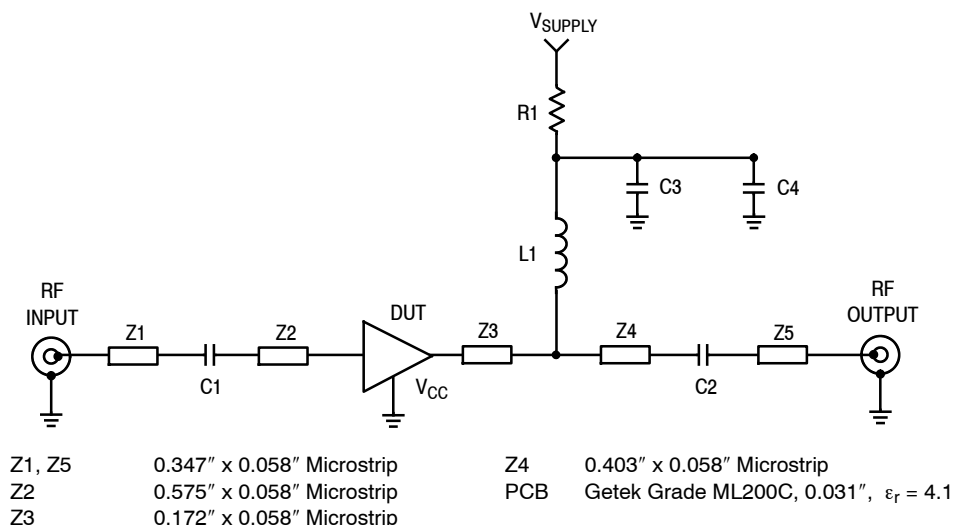 VSUPPLY
R1
C3
C4
L1
RF
INPUT
RF
OUTPUT
DUT
Z1
Z2
Z3
Z4
Z5
C1
VCC
C2
Z1, Z5 0.347″ x 0.058″ Microstrip
Z2 0.575″ x 0.058″ Microstrip
Z3 0.172″ x 0.058″ Microstrip
Z4 0.403″ x 0.058″ Microstrip
PCB Getek Grade ML200C, 0.031″, εr = 4.1